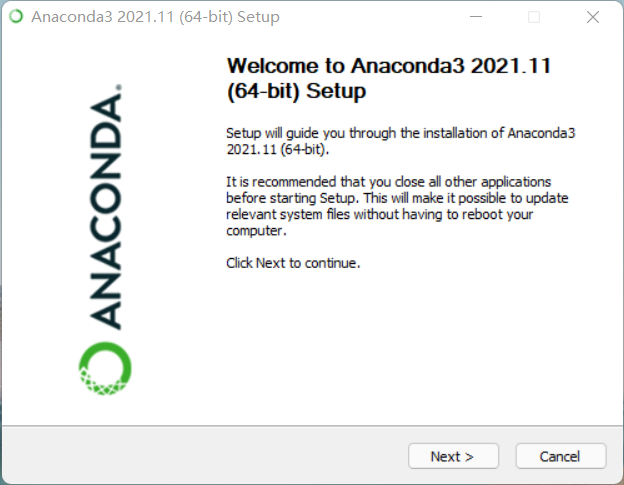 Anaconda3 2021.11 (64-bit) Setup
Welcome to Anaconda3 2021.11
(64-bit) Setup
Setup will guide you through the installation of Anaconda3
2021.11 (64-bit).
It is recommended that you close all other applications
before starting Setup. This will make it possible to update
relevant system files without having to reboot your
computer.
Click Next to continue.
ANACONDA.
Next >
Cancel